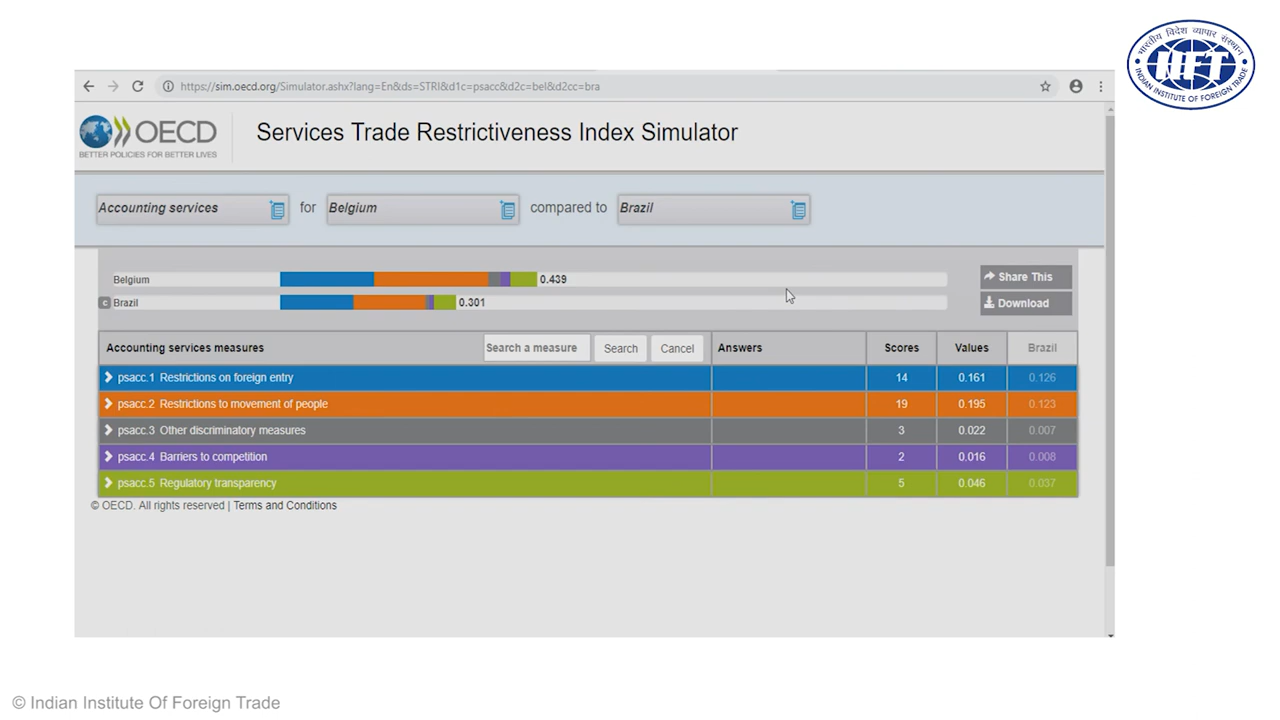 भारतीय विदेश व्यापार संस्थान
IIFT
INDIAN INSTITUTE OF FOREIGN TRADE
https://sim.oecd.org/Simulator.ashx?lang=En&ds=STRI&d1c=psacc&d2c=bel&d2cc=bra
OECD
BETTER POLICIES FOR BETTER LIVES
Services Trade Restrictiveness Index Simulator
Accounting services for Belgium compared to Brazil
Belgium 0.439
c Brazil 0.301
Share This
Download
Accounting services measures Search a measure Search Cancel Answers Scores Values Brazil
psacc.1 Restrictions on foreign entry 14 0.161 0.126
psacc.2 Restrictions to movement of people 19 0.195 0.123
psacc.3 Other discriminatory measures 3 0.022 0.007
psacc.4 Barriers to competition 2 0.016 0.008
psacc.5 Regulatory transparency 5 0.046 0.037
© OECD. All rights reserved | Terms and Conditions
© Indian Institute Of Foreign Trade